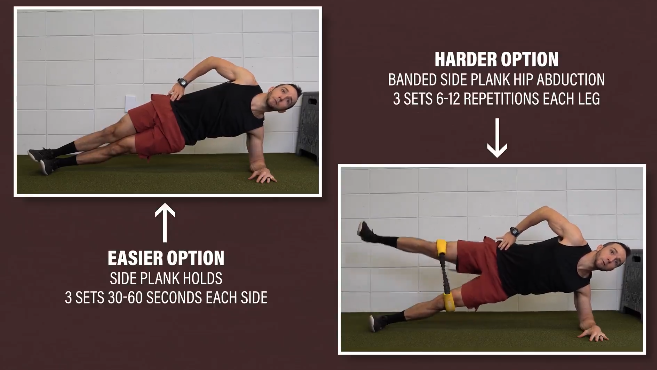 HARDER OPTION
BANDED SIDE PLANK HIP ABDUCTION
3 SETS 6-12 REPETITIONS EACH LEG
EASIER OPTION
SIDE PLANK HOLDS
3 SETS 30-60 SECONDS EACH SIDE